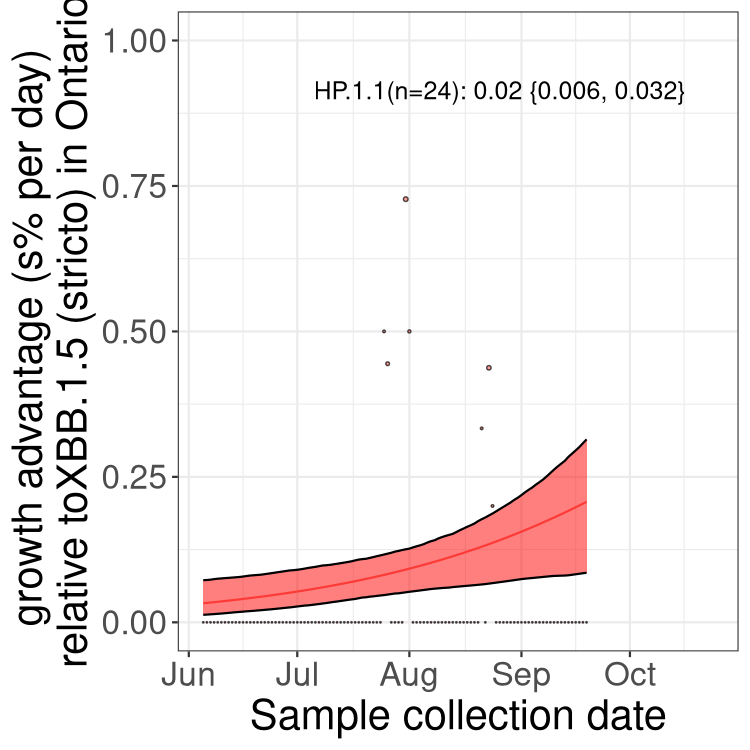 growth advantage (s% per day)
relative toXBB.1.5 (stricto) in Ontario
1.00
0.75
0.50
0.25
0.00
HP.1.1(n=24): 0.02 {0.006, 0.032}
Jun Jul Aug Sep Oct
Sample collection date